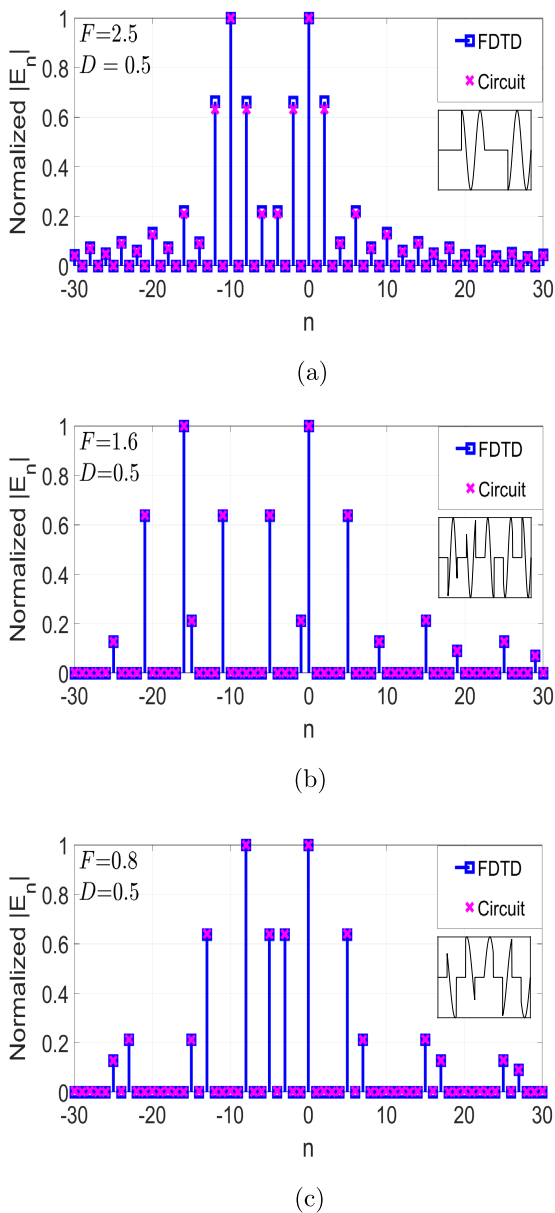 F=2.5
D = 0.5
FDTD
Circuit
Normalized |E_n|
1
0.8
0.6
0.4
0.2
0
-30 -20 -10 0 10 20 30
n
(a)
F=1.6
D=0.5
FDTD
Circuit
Normalized |E_n|
1
0.8
0.6
0.4
0.2
0
-30 -20 -10 0 10 20 30
n
(b)
F=0.8
D=0.5
FDTD
Circuit
Normalized |E_n|
1
0.8
0.6
0.4
0.2
0
-30 -20 -10 0 10 20 30
n
(c)